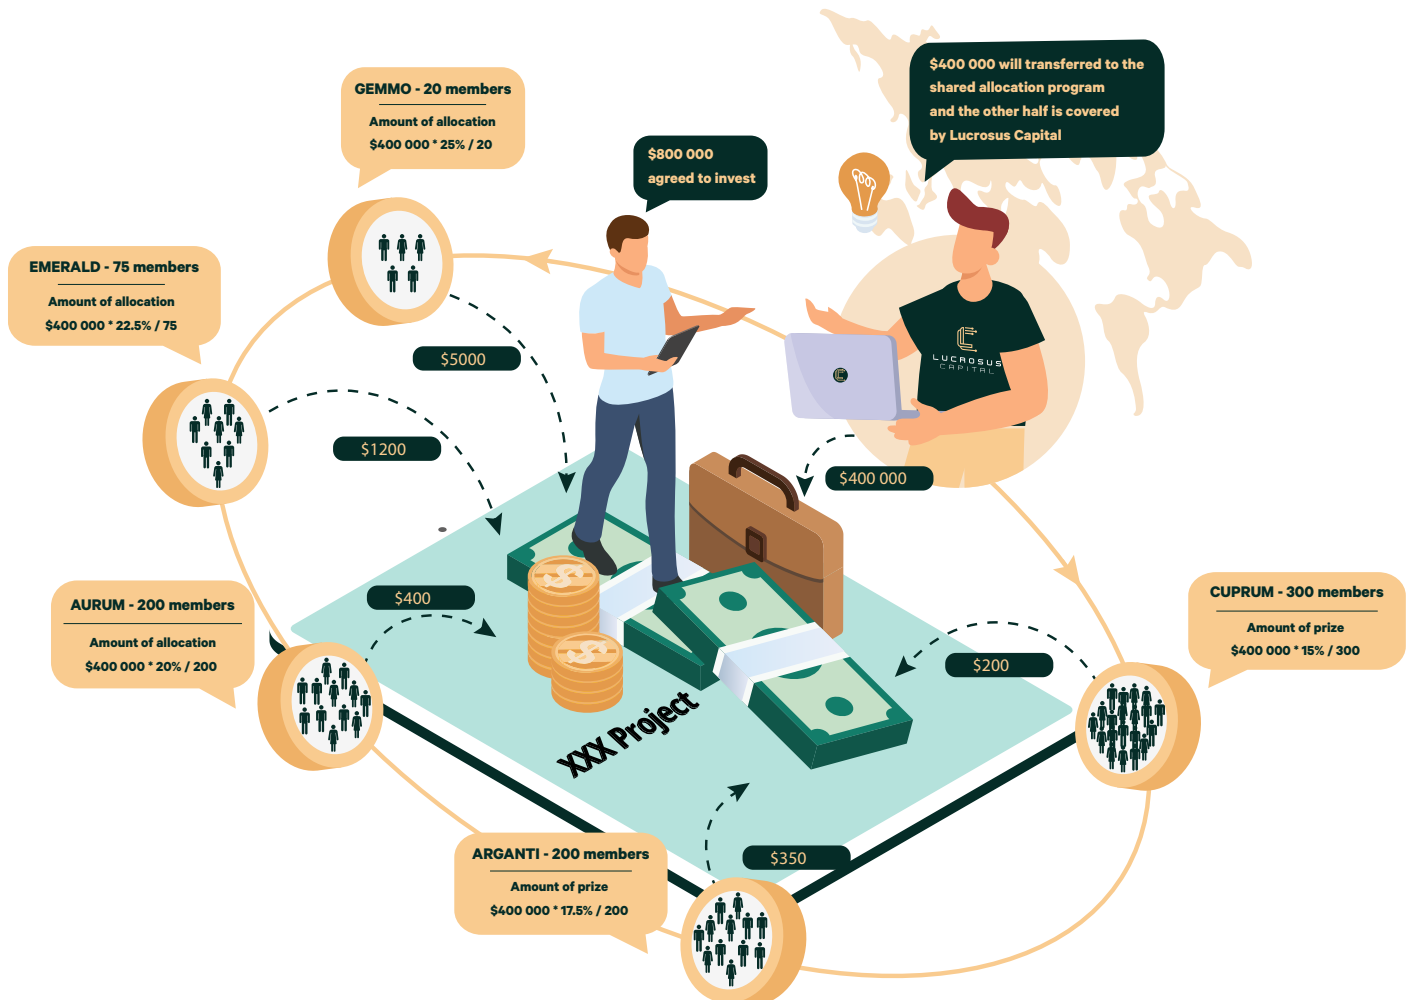 GEMMO - 20 members
Amount of allocation
$400 000 * 25% / 20
$400 000 will transferred to the
shared allocation program
and the other half is covered
by Lucrosus Capital
$800 000
agreed to invest
EMERALD - 75 members
Amount of allocation
$400 000 * 22.5% / 75
$5000
LUCROSUS
CAPITAL
$1200
$400 000
AURUM - 200 members
Amount of allocation
$400 000 * 20% / 200
$400
CUPRUM - 300 members
Amount of prize
$400 000 * 15% / 300
$200
XXX Project
ARGANTI - 200 members
Amount of prize
$400 000 * 17.5% / 200
$350